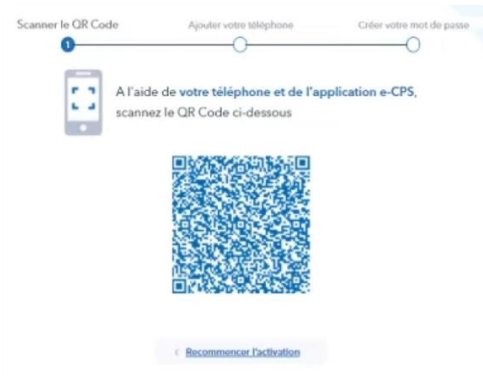 Scanner le QR Code
Ajouter votre téléphone
Créer votre mot de passe
1
A l'aide de votre téléphone et de l'application e-CPS,
scannez le QR Code ci-dessous
Recommencer l'activation